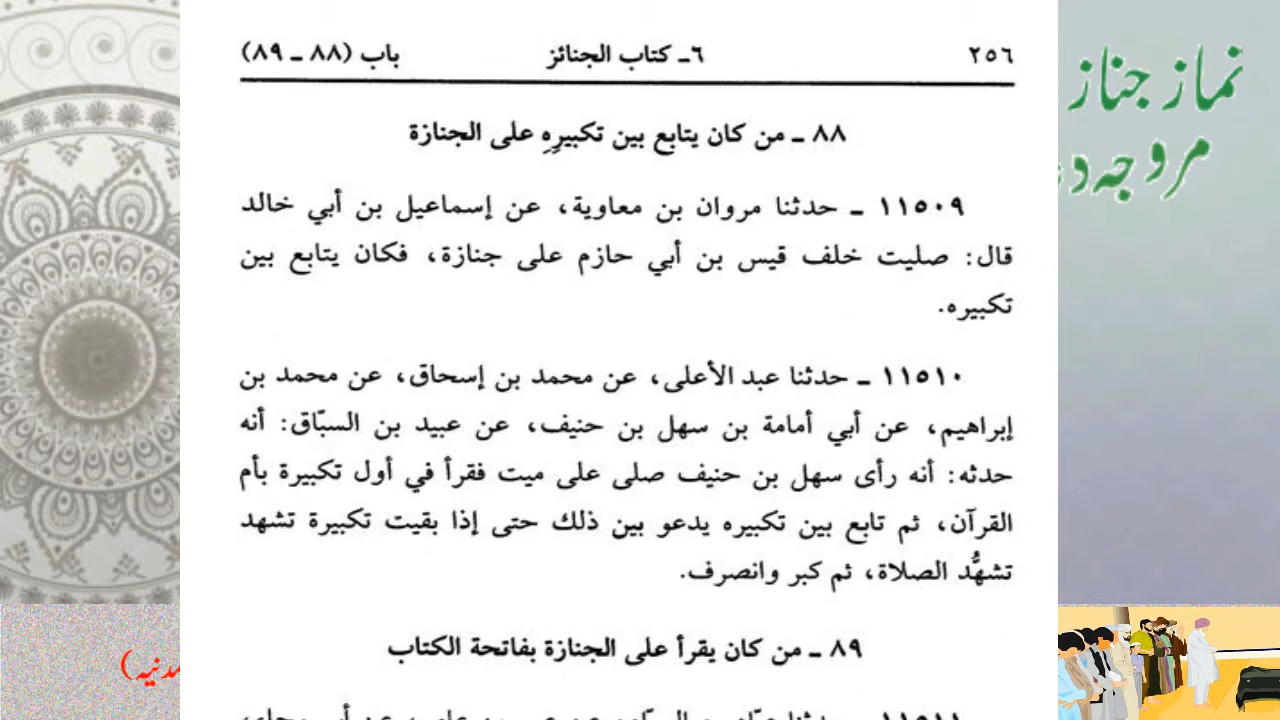 ٢٥٦ ٦ـ كتاب الجنائز باب (٨٨ ـ ٨٩)
٨٨ ـ من كان يتابع بين تكبيرِهِ على الجنازة
١١٥٠٩ ـ حدثنا مروان بن معاوية، عن إسماعيل بن أبي خالد
قال: صليت خلف قيس بن أبي حازم على جنازة، فكان يتابع بين
تكبيره.
١١٥١٠ ـ حدثنا عبد الأعلى، عن محمد بن إسحاق، عن محمد بن
إبراهيم، عن أبي أمامة بن سهل بن حنيف، عن عبيد بن السبّاق: أنه
حدثه: أنه رأى سهل بن حنيف صلى على ميت فقرأ في أول تكبيرة بأم
القرآن، ثم تابع بين تكبيره يدعو بين ذلك حتى إذا بقيت تكبيرة تشهد
تشهُّد الصلاة، ثم كبر وانصرف.
٨٩ ـ من كان يقرأ على الجنازة بفاتحة الكتاب
نماز جناز
مروجہ